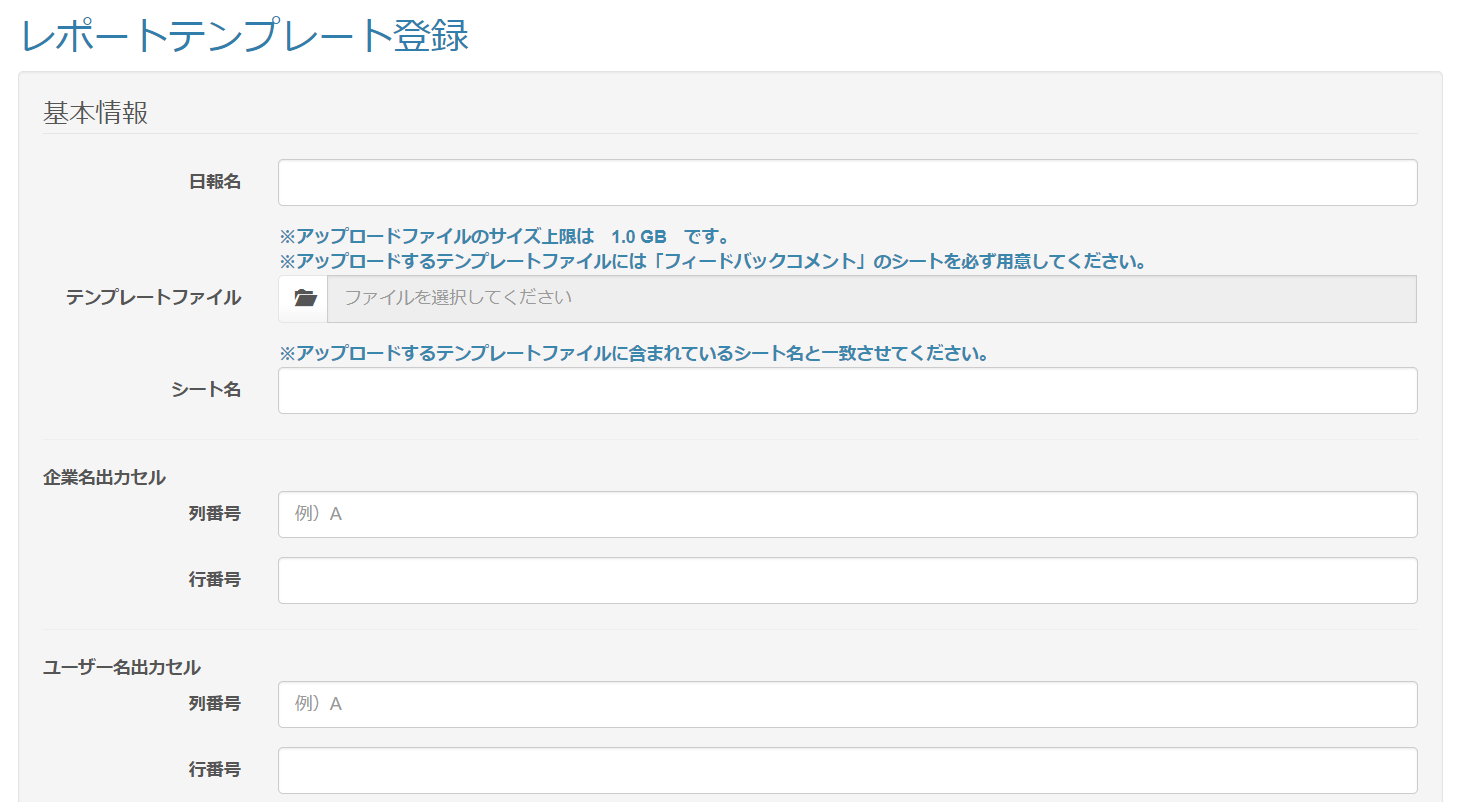 レポートテンプレート登録
基本情報
日報名
※アップロードファイルのサイズ上限は　1.0 GB　です。
※アップロードするテンプレートファイルには「フィードバックコメント」のシートを必ず用意してください。
テンプレートファイル
ファイルを選択してください
※アップロードするテンプレートファイルに含まれているシート名と一致させてください。
シート名
企業名出力セル
列番号
例）A
行番号
ユーザー名出力セル
列番号
例）A
行番号